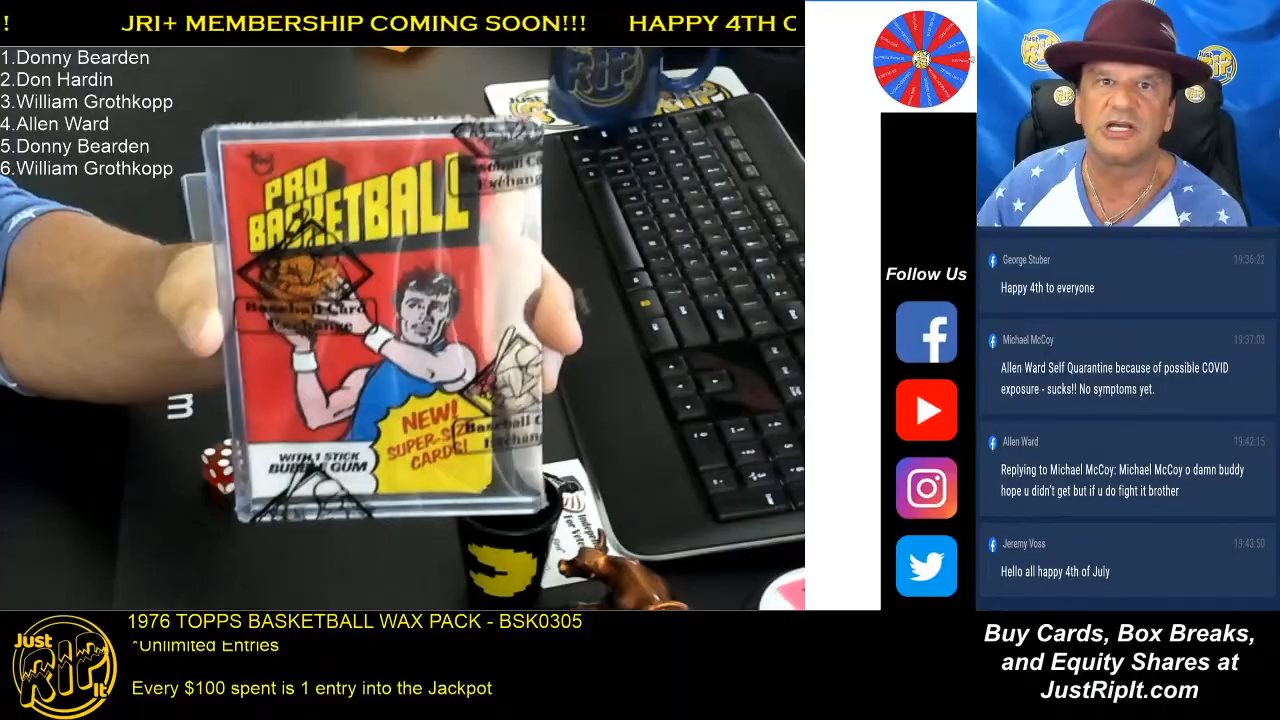 !
JRI+ MEMBERSHIP COMING SOON!!!
HAPPY 4TH
1.Donny Bearden
2.Don Hardin
3.William Grothkopp
4.Allen Ward
5.Donny Bearden
6.William Grothkopp
PRO
BASKETBALL
Baseball Card
Exchange
NEW!
SUPER-SIZE
CARDS!
WITH 1 STICK
BUBBLE GUM
Just
RIP
It
Follow Us
George Stuber
19:36:22
Happy 4th to everyone
Michael McCoy
19:37:03
Allen Ward Self Quarantine because of possible COVID
exposure - sucks!! No symptoms yet.
Allen Ward
19:42:15
Replying to Michael McCoy: Michael McCoy o damn buddy
hope u didn't get but if u do fight it brother
Jeremy Voss
19:43:50
Hello all happy 4th of July
Just
RIP
It
1976 TOPPS BASKETBALL WAX PACK - BSK0305
*Unlimited Entries
Every $100 spent is 1 entry into the Jackpot
Buy Cards, Box Breaks,
and Equity Shares at
JustRipIt.com